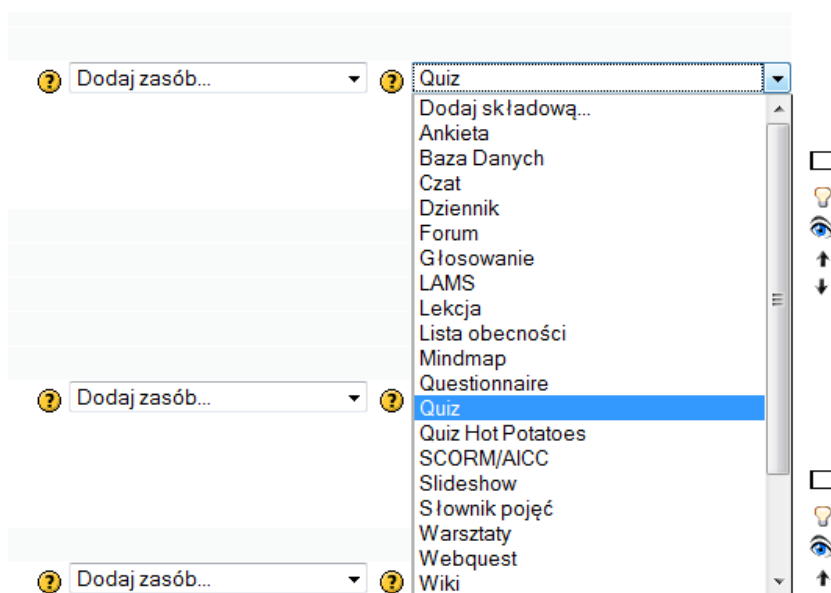 Dodaj zasób...
Quiz
Dodaj składową...
Ankieta
Baza Danych
Czat
Dziennik
Forum
Głosowanie
LAMS
Lekcja
Lista obecności
Mindmap
Questionnaire
Quiz
Quiz Hot Potatoes
SCORM/AICC
Slideshow
Słownik pojęć
Warsztaty
Webquest
Wiki
Dodaj zasób...
Dodaj zasób...